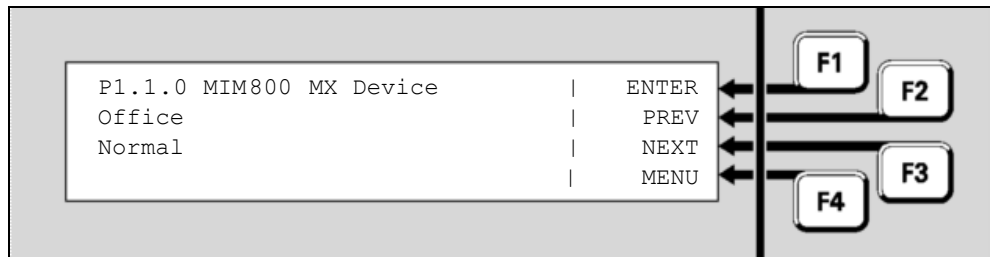 P1.1.0 MIM800 MX Device | ENTER
Office | PREV
Normal | NEXT
| MENU
F1
F2
F3
F4